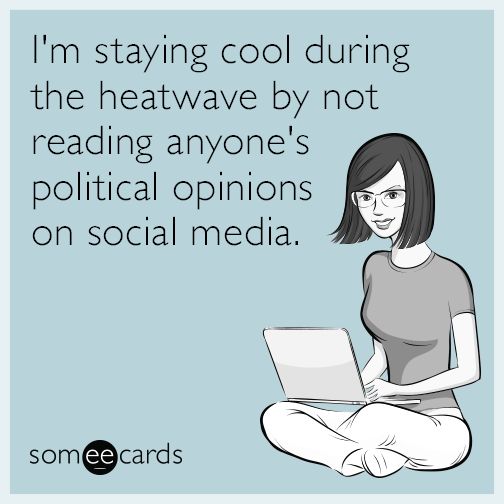 I'm staying cool during
the heatwave by not
reading anyone's
political opinions
on social media.
someecards